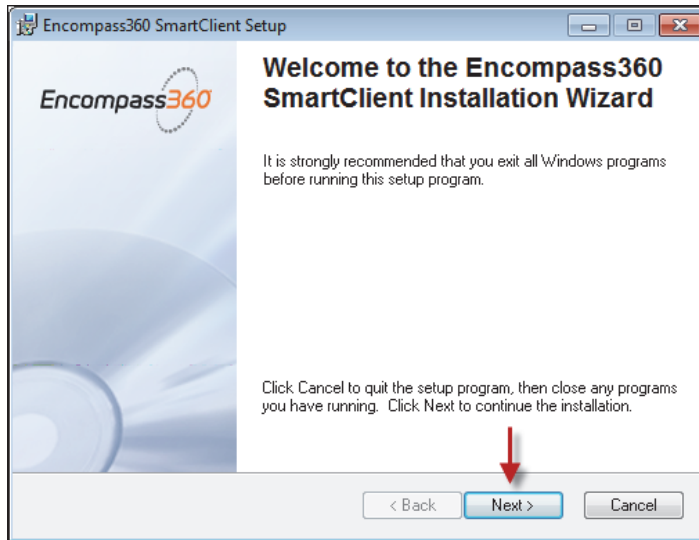 Encompass360 SmartClient Setup
Encompass360
Welcome to the Encompass360
SmartClient Installation Wizard
It is strongly recommended that you exit all Windows programs
before running this setup program.
Click Cancel to quit the setup program, then close any programs
you have running.  Click Next to continue the installation.
< Back
Next >
Cancel